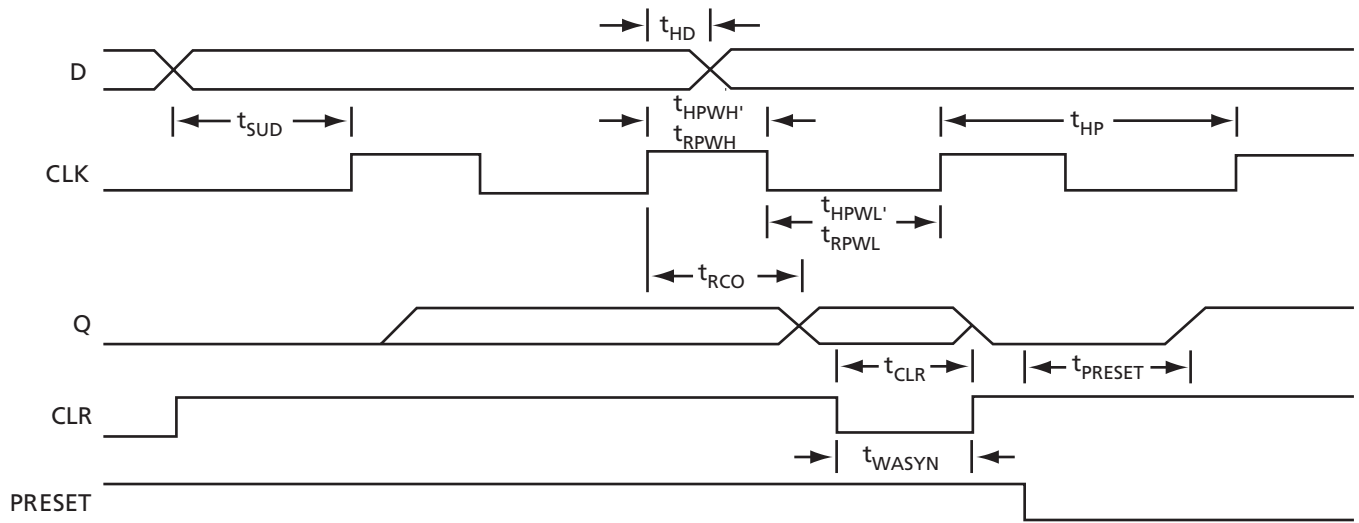 tHD
D
tSUD
tHPWH'
tRPWH
tHP
CLK
tHPWL'
tRPWL
tRCO
Q
tCLR
tPRESET
CLR
tWASYN
PRESET